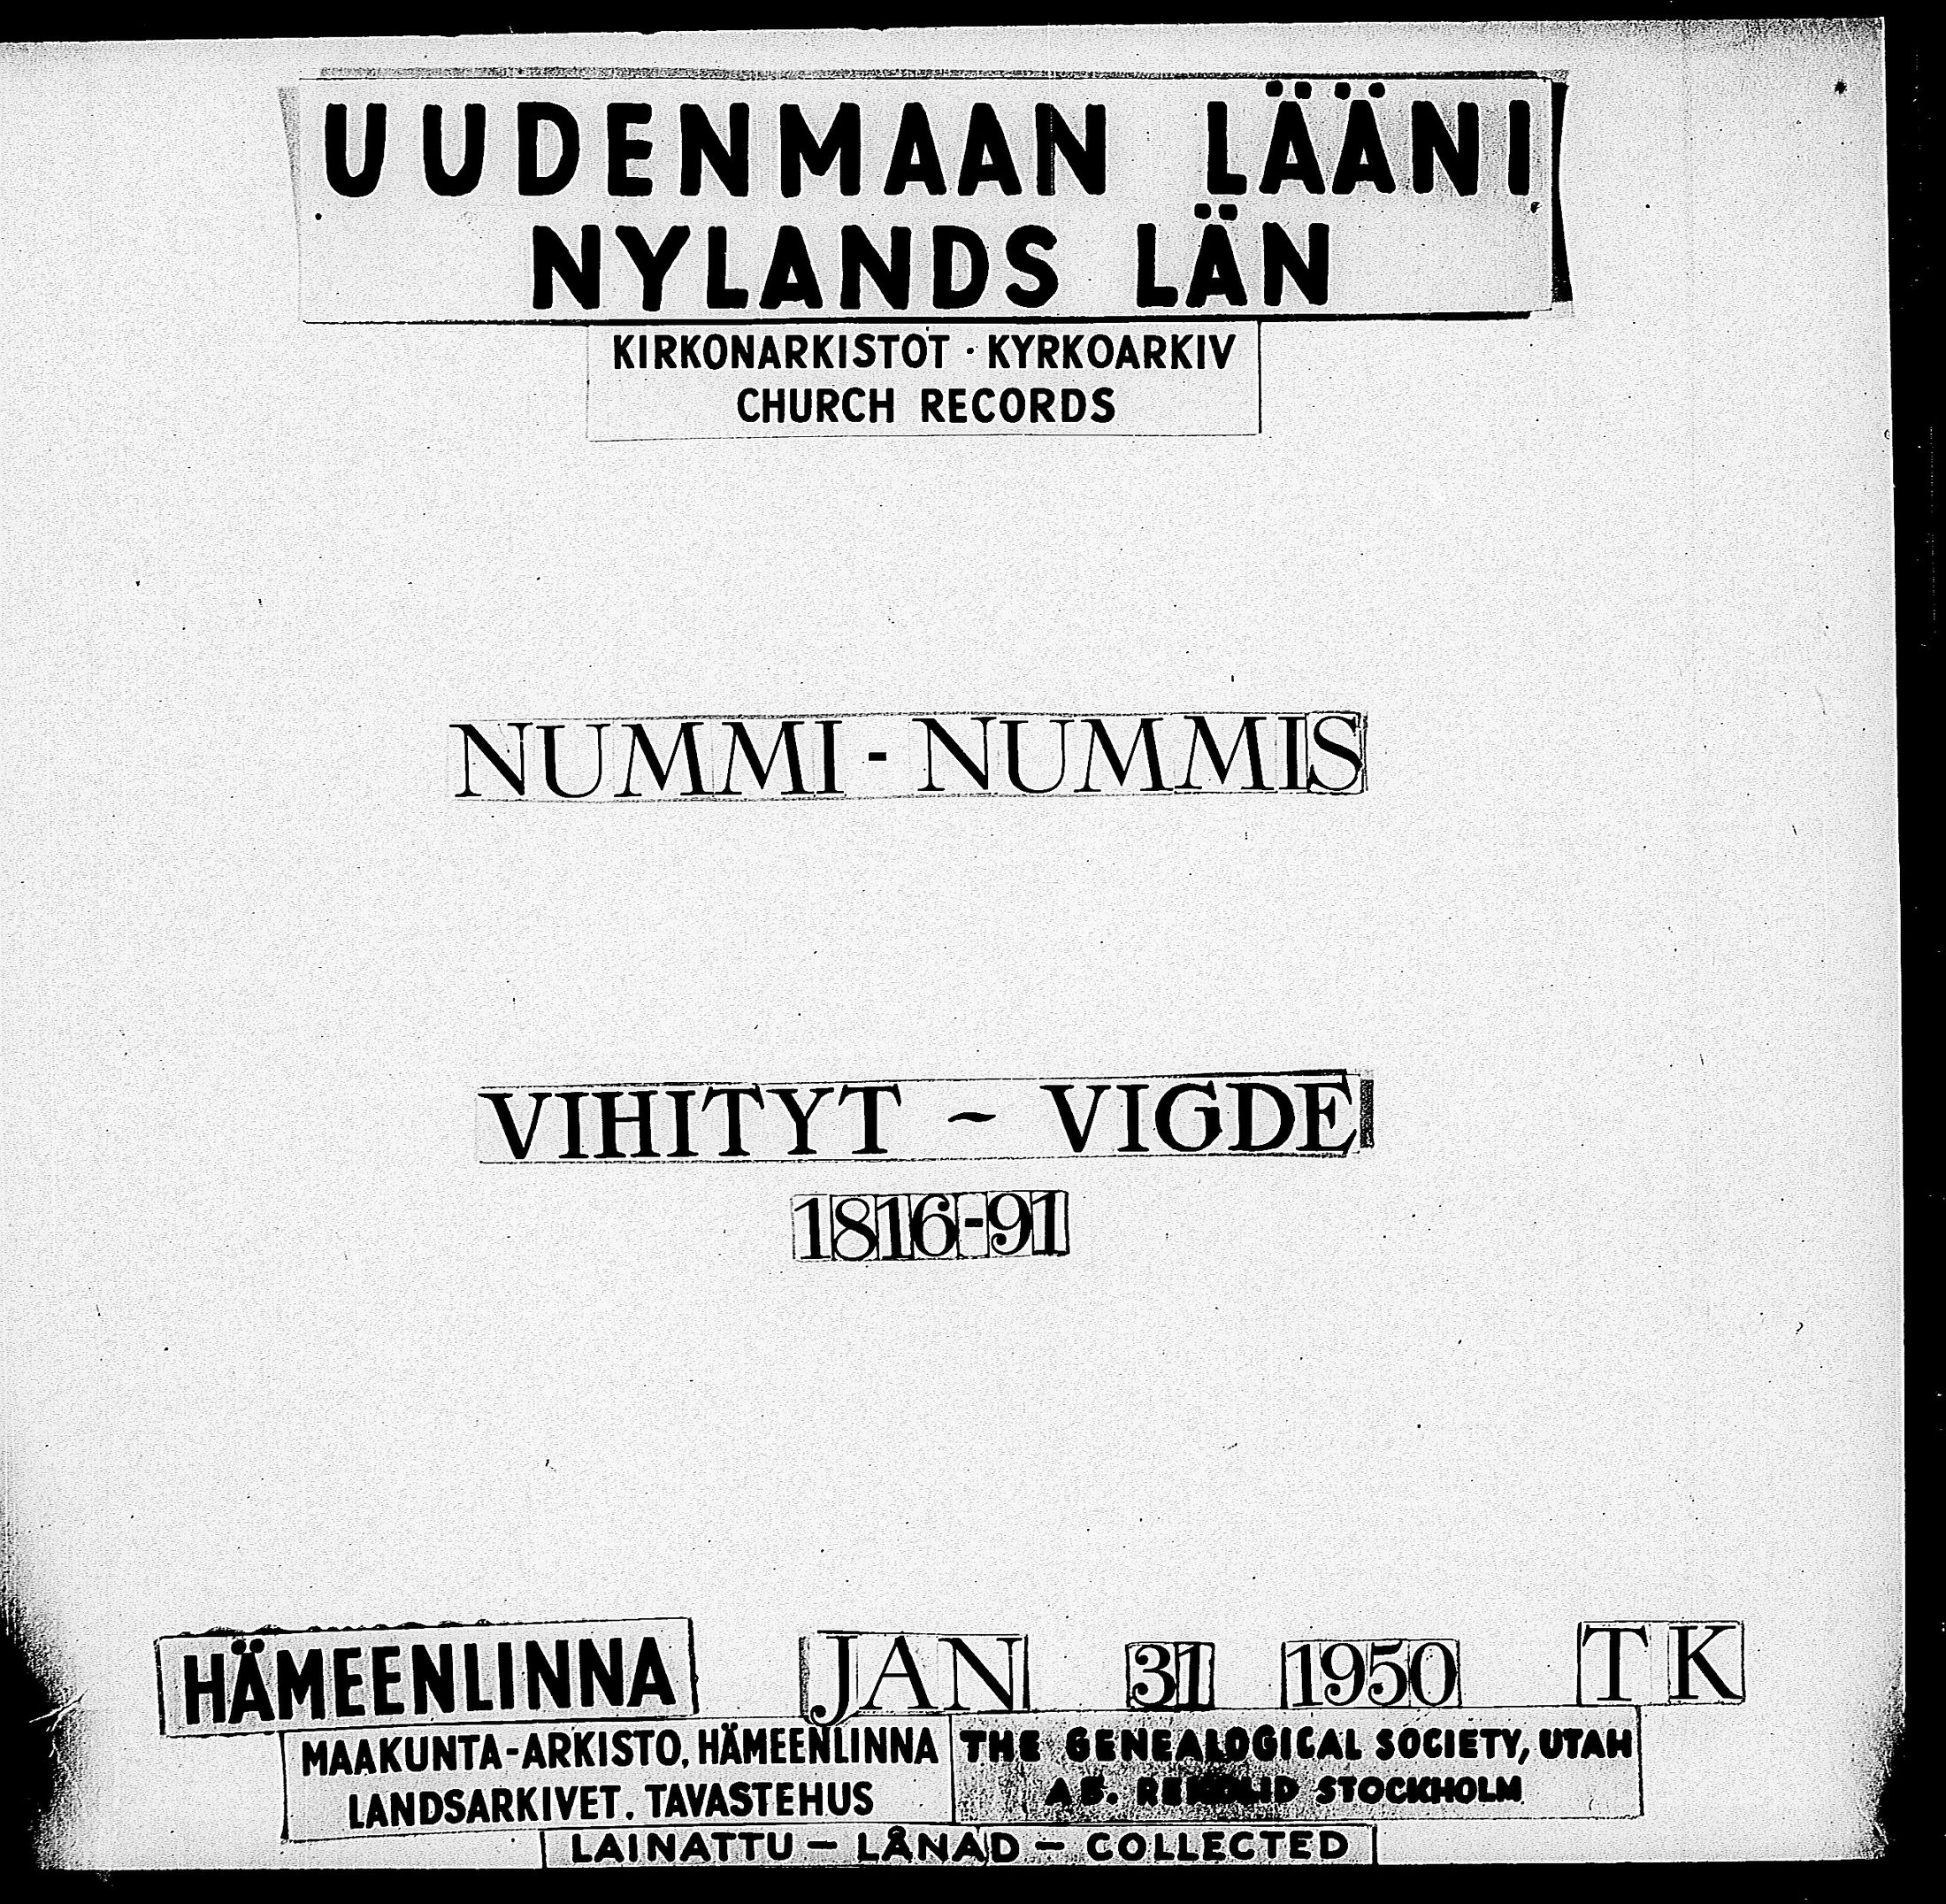 UUDENMAAN LÄÄNI
NYLANDS LÄN
KIRKONARKISTOT · KYRKOARKIV
CHURCH RECORDS
NUMMI - NUMMIS
VIHITYT ~ VIGDE
1816-91
HÄMEENLINNA JAN 31 1950 TK
MAAKUNTA-ARKISTO, HÄMEENLINNA
LANDSARKIVET. TAVASTEHUS
THE GENEALOGICAL SOCIETY, UTAH
AB. STOCKHOLM
LAINATTU – LÅNAD – COLLECTED